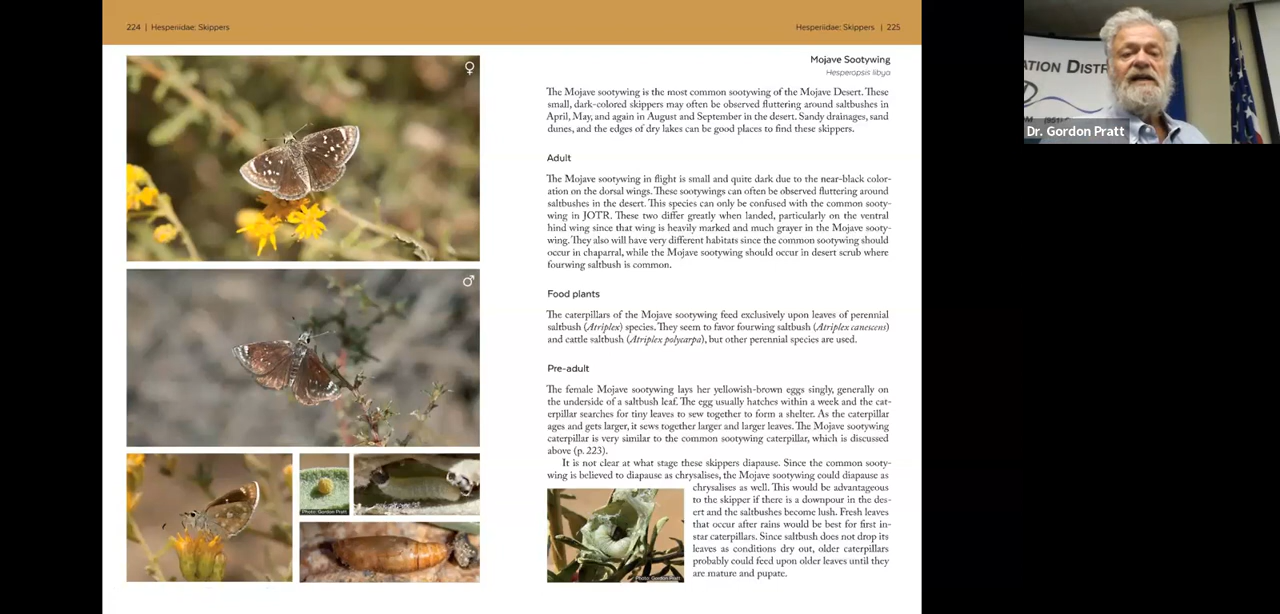 224 | Hesperiidae: Skippers
Hesperiidae: Skippers | 225
♀
♂
Photo: Gordon Pratt
Mojave Sootywing
Hesperopsis libya
The Mojave sootywing is the most common sootywing of the Mojave Desert. These
small, dark-colored skippers may often be observed fluttering around saltbushes in
April, May, and again in August and September in the desert. Sandy drainages, sand
dunes, and the edges of dry lakes can be good places to find these skippers.
Adult
The Mojave sootywing in flight is small and quite dark due to the near-black color-
ation on the dorsal wings. These sootywings can often be observed fluttering around
saltbushes in the desert. This species can only be confused with the common sooty-
wing in JOTR. These two differ greatly when landed, particularly on the ventral
hind wing since that wing is heavily marked and much grayer in the Mojave sooty-
wing. They also will have very different habitats since the common sootywing should
occur in chaparral, while the Mojave sootywing should occur in desert scrub where
fourwing saltbush is common.
Food plants
The caterpillars of the Mojave sootywing feed exclusively upon leaves of perennial
saltbush (Atriplex) species. They seem to favor fourwing saltbush (Atriplex canescens)
and cattle saltbush (Atriplex polycarpa), but other perennial species are used.
Pre-adult
The female Mojave sootywing lays her yellowish-brown eggs singly, generally on
the underside of a saltbush leaf. The egg usually hatches within a week and the cat-
erpillar searches for tiny leaves to sew together to form a shelter. As the caterpillar
ages and gets larger, it sews together larger and larger leaves. The Mojave sootywing
caterpillar is very similar to the common sootywing caterpillar, which is discussed
above (p. 223).
It is not clear at what stage these skippers diapause. Since the common sooty-
wing is believed to diapause as chrysalises, the Mojave sootywing could diapause as
chrysalises as well. This would be advantageous
to the skipper if there is a downpour in the des-
ert and the saltbushes become lush. Fresh leaves
that occur after rains would be best for first in-
star caterpillars. Since saltbush does not drop its
leaves as conditions dry out, older caterpillars
probably could feed upon older leaves until they
are mature and pupate.
Photo: Gordon Pratt
ATION DISTR
Dr. Gordon Pratt